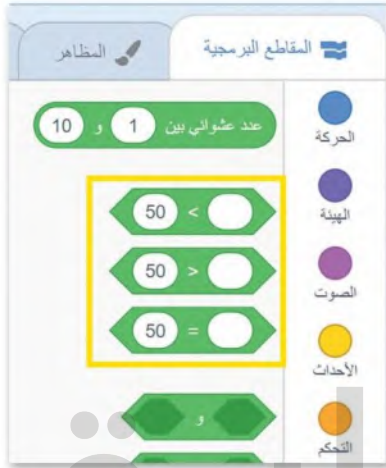 المقاطع البرمجية
المظاهر
عدد عشوائي بين 1 و 10
الحركة
50 <
الهيئة
50 >
الصوت
50 =
الأحداث
و
التحكم